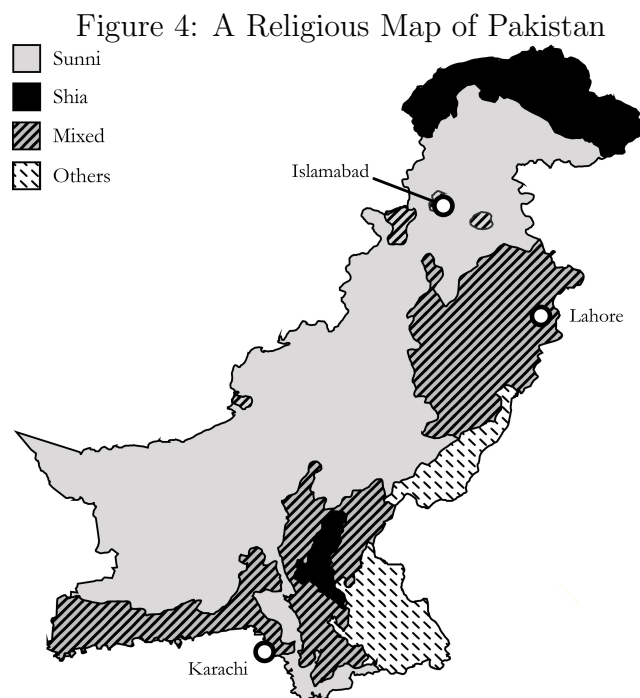 Figure 4: A Religious Map of Pakistan
Sunni
Shia
Mixed
Others
Islamabad
Lahore
Karachi